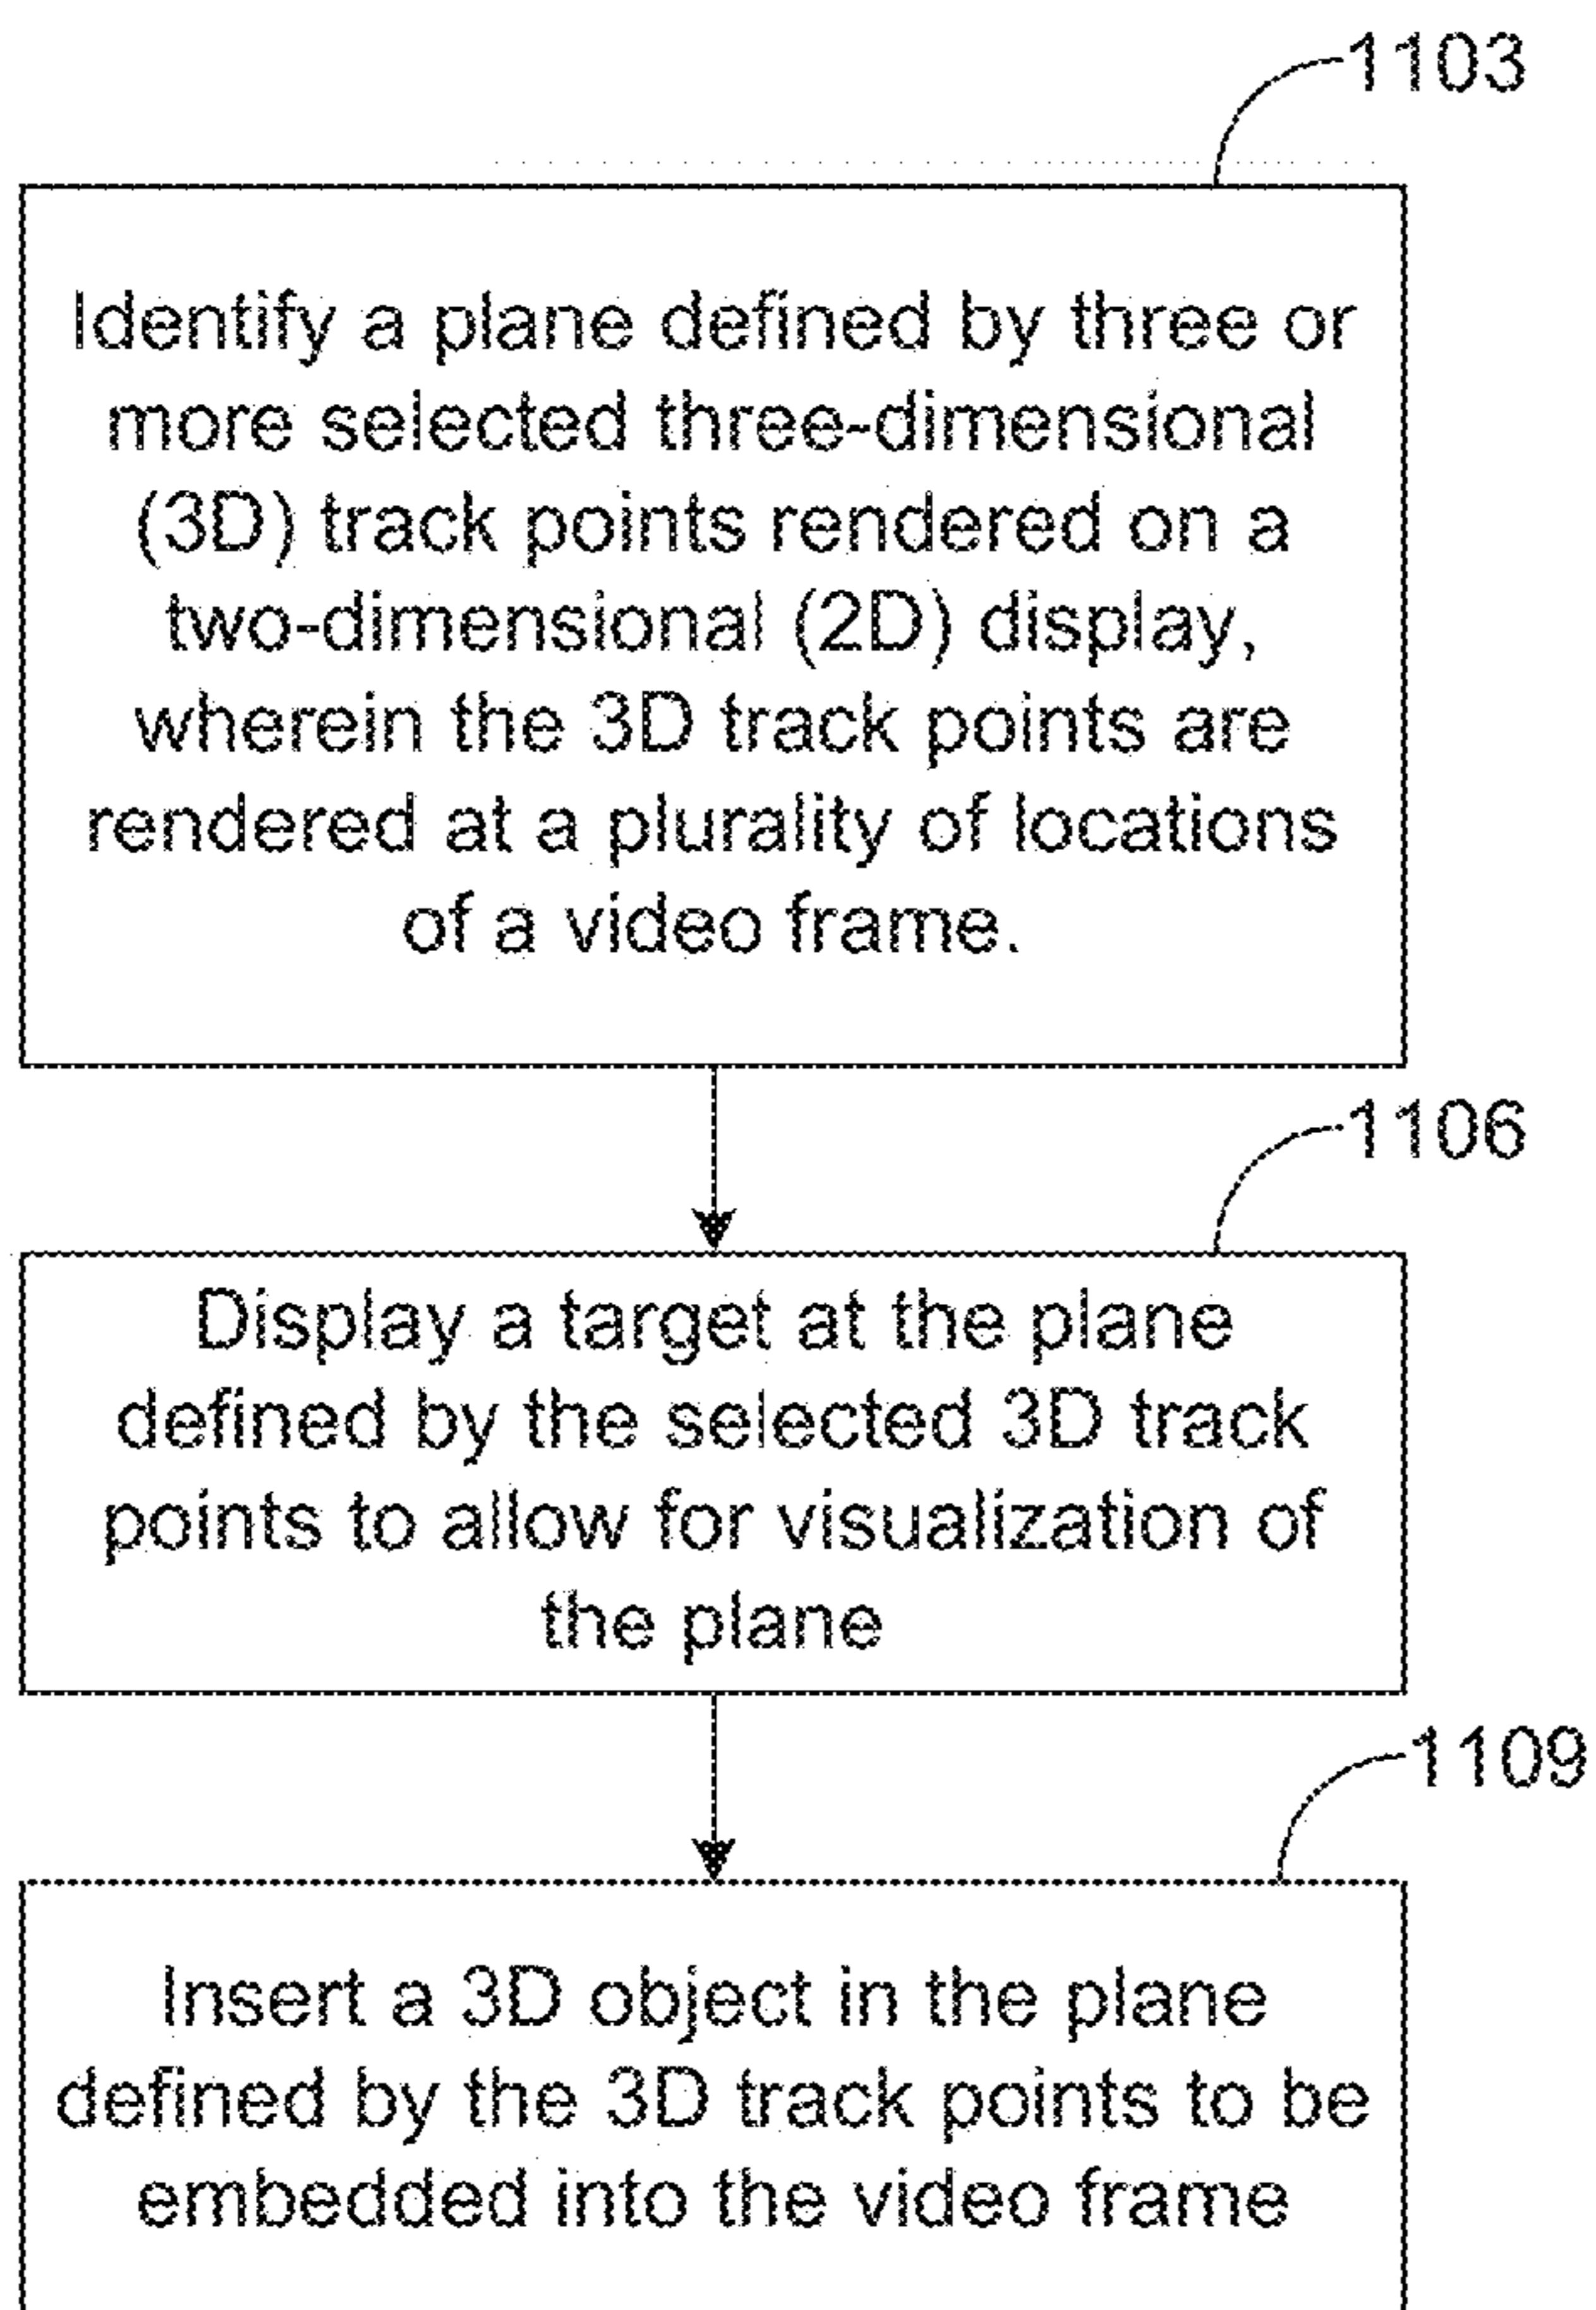 1103
Identify a plane defined by three or
more selected three-dimensional
(3D) track points rendered on a
two-dimensional (2D) display,
wherein the 3D track points are
rendered at a plurality of locations
of a video frame.
1106
Display a target at the plane
defined by the selected 3D track
points to allow for visualization of
the plane
1109
Insert a 3D object in the plane
defined by the 3D track points to be
embedded into the video frame